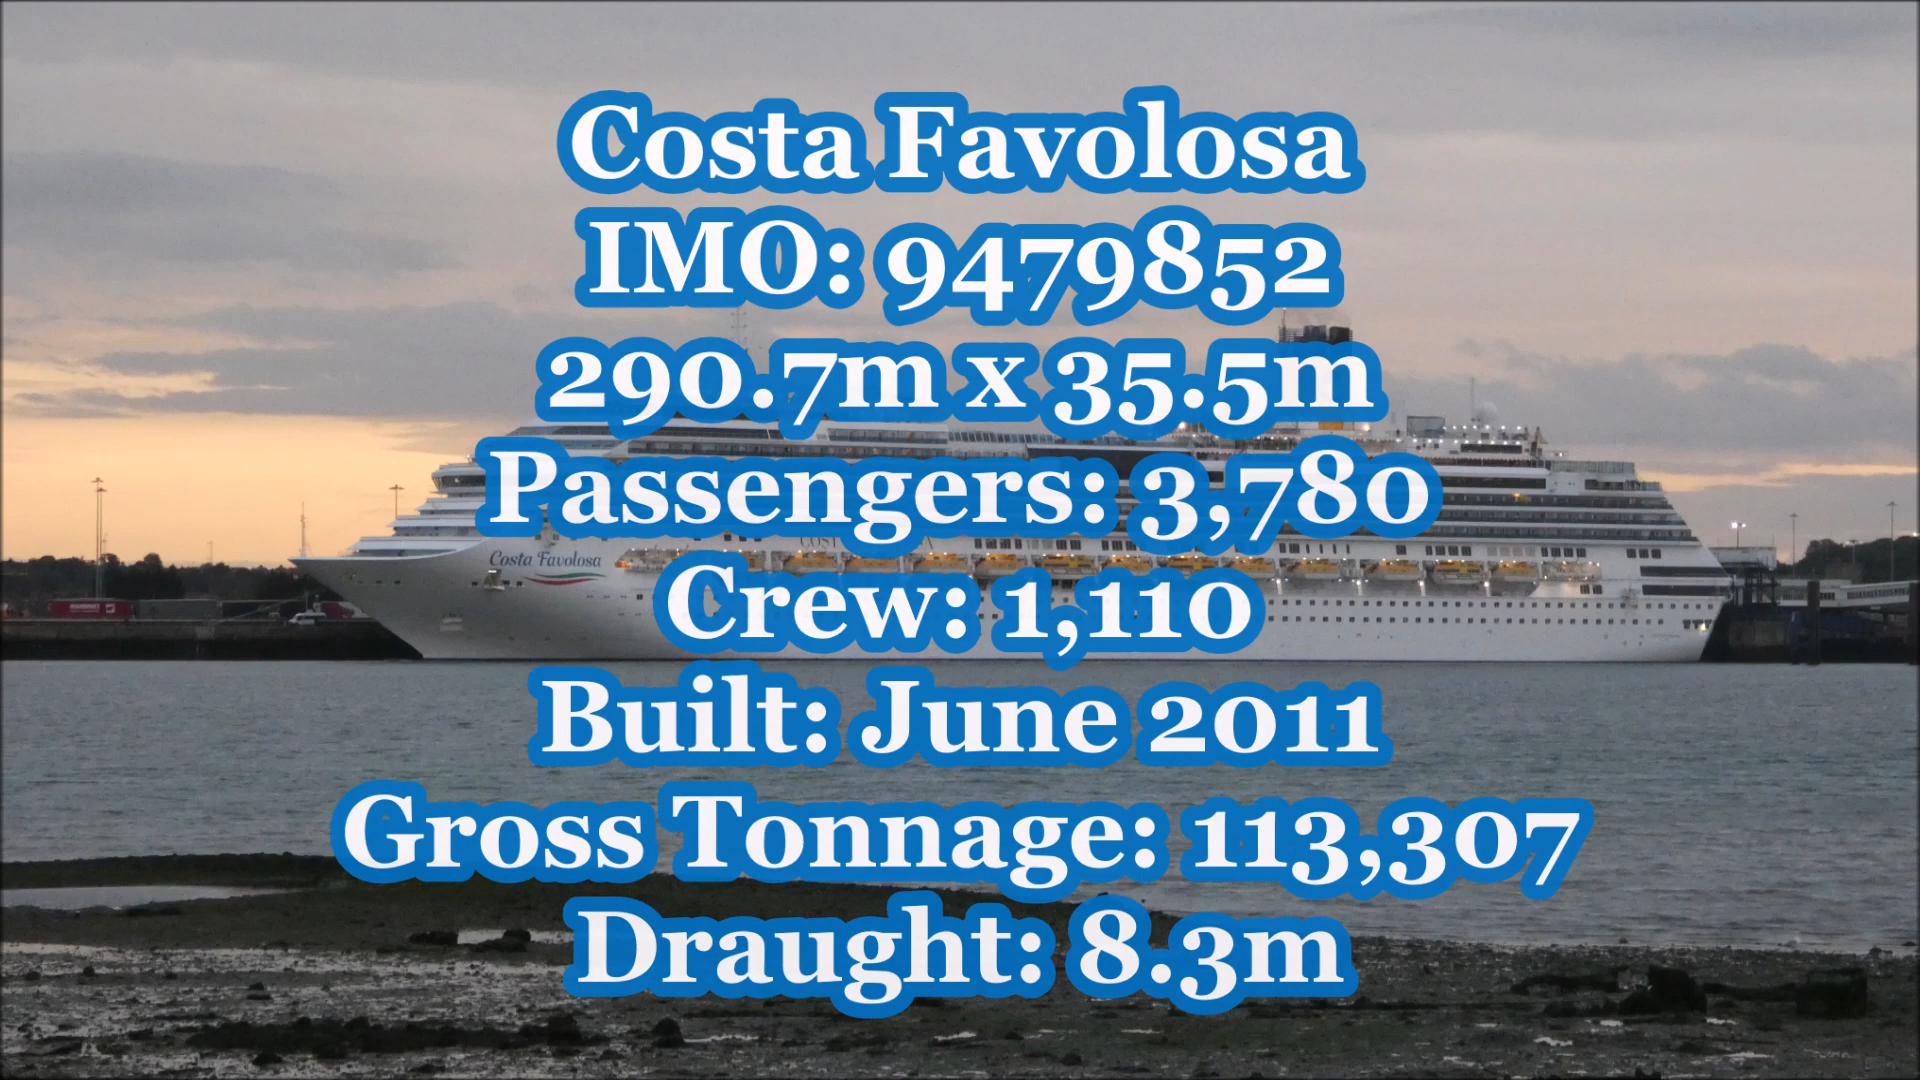 Costa Favolosa
IMO: 9479852
290.7m x 35.5m
Passengers: 3,780
Crew: 1,110
Built: June 2011
Gross Tonnage: 113,307
Draught: 8.3m
Costa Favolosa